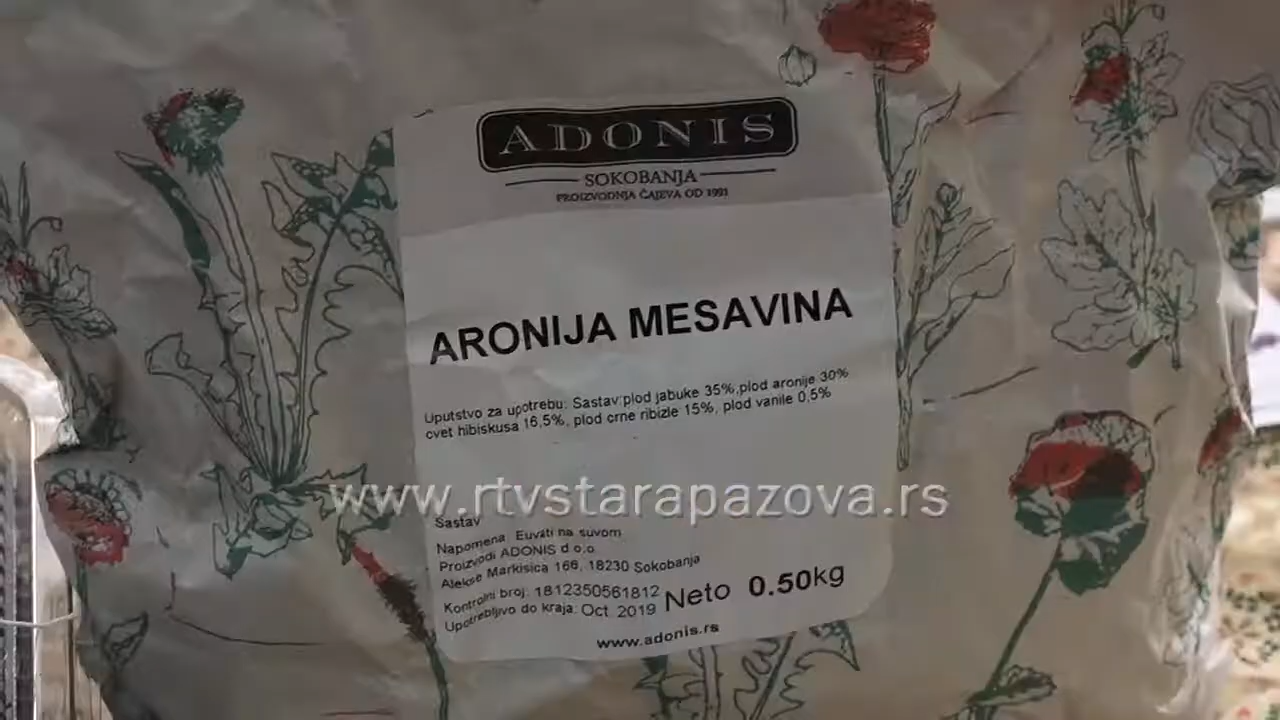 ADONIS
SOKOBANJA
PROIZVODNJA ČAJEVA OD 1991
ARONIJA MESAVINA
Uputstvo za upotrebu: Sastav:plod jabuke 35%,plod aronije 30%
cvet hibiskusa 16,5%, plod crne ribizle 15%, plod vanile 0,5%
www.rtvstarapazova.rs
Sastav
Napomena Euvsti na suvom
Proizvodi ADONIS d.o.o
Alekse Markisica 166, 18230 Sokobanja
Kontrolni broj: 1812350561812
Upotrebljivo do kraja: Oct. 2019
Neto 0.50kg
www.adonis.rs